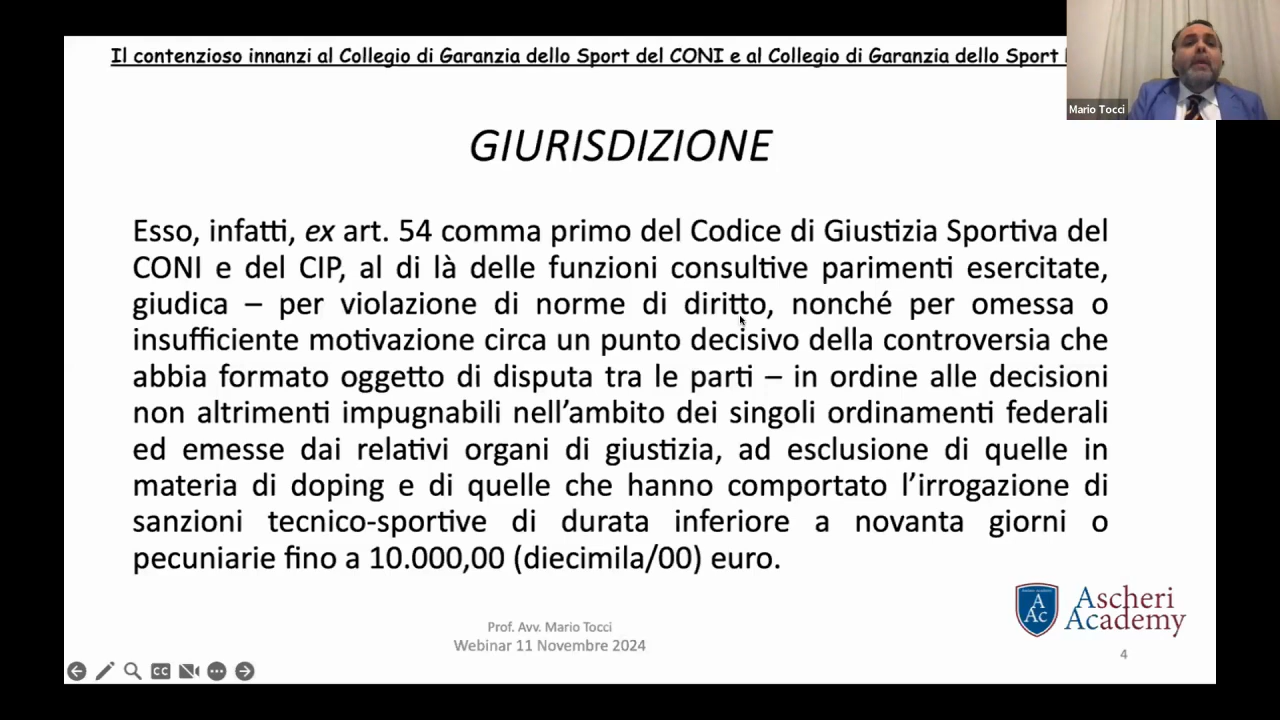 Il contenzioso innanzi al Collegio di Garanzia dello Sport del CONI e al Collegio di Garanzia dello Sport
Mario Tocci
GIURISDIZIONE
Esso, infatti, ex art. 54 comma primo del Codice di Giustizia Sportiva del
CONI e del CIP, al di là delle funzioni consultive parimenti esercitate,
giudica – per violazione di norme di diritto, nonché per omessa o
insufficiente motivazione circa un punto decisivo della controversia che
abbia formato oggetto di disputa tra le parti – in ordine alle decisioni
non altrimenti impugnabili nell’ambito dei singoli ordinamenti federali
ed emesse dai relativi organi di giustizia, ad esclusione di quelle in
materia di doping e di quelle che hanno comportato l’irrogazione di
sanzioni tecnico-sportive di durata inferiore a novanta giorni o
pecuniarie fino a 10.000,00 (diecimila/00) euro.
A
Ac
Ascheri
Academy
Prof. Avv. Mario Tocci
Webinar 11 Novembre 2024
4
CC